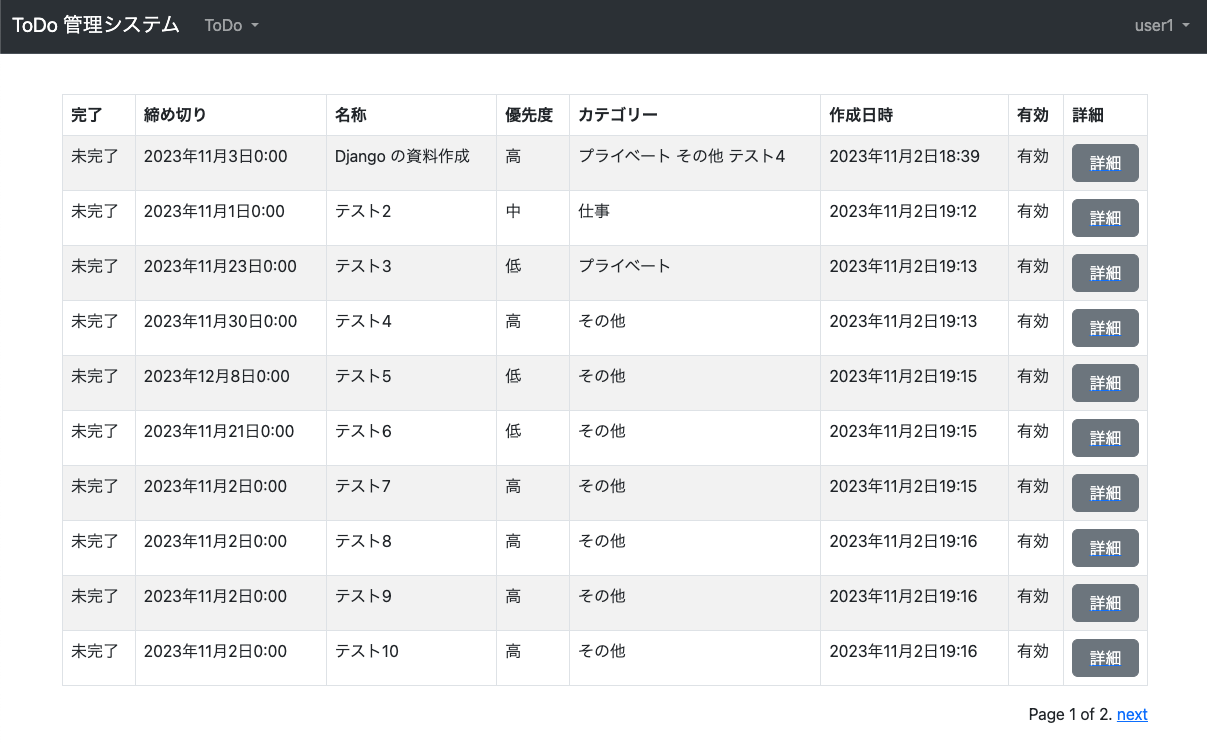 ToDo 管理システム ToDo user1
完了 締め切り 名称 優先度 カテゴリー 作成日時 有効 詳細
未完了 2023年11月3日0:00 Django の資料作成 高 プライベート その他 テスト4 2023年11月2日18:39 有効 詳細
未完了 2023年11月1日0:00 テスト2 中 仕事 2023年11月2日19:12 有効 詳細
未完了 2023年11月23日0:00 テスト3 低 プライベート 2023年11月2日19:13 有効 詳細
未完了 2023年11月30日0:00 テスト4 高 その他 2023年11月2日19:13 有効 詳細
未完了 2023年12月8日0:00 テスト5 低 その他 2023年11月2日19:15 有効 詳細
未完了 2023年11月21日0:00 テスト6 低 その他 2023年11月2日19:15 有効 詳細
未完了 2023年11月2日0:00 テスト7 高 その他 2023年11月2日19:15 有効 詳細
未完了 2023年11月2日0:00 テスト8 高 その他 2023年11月2日19:16 有効 詳細
未完了 2023年11月2日0:00 テスト9 高 その他 2023年11月2日19:16 有効 詳細
未完了 2023年11月2日0:00 テスト10 高 その他 2023年11月2日19:16 有効 詳細
Page 1 of 2. next